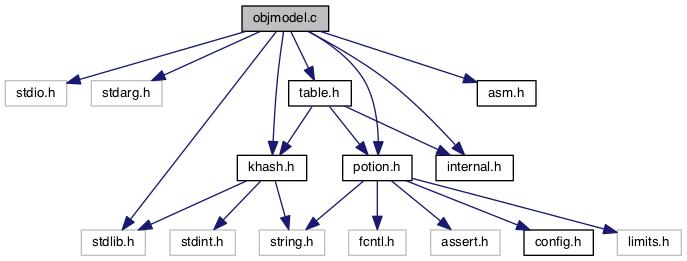 objmodel.c
stdio.h
stdarg.h
table.h
asm.h
khash.h
potion.h
internal.h
stdlib.h
stdint.h
string.h
fcntl.h
assert.h
config.h
limits.h